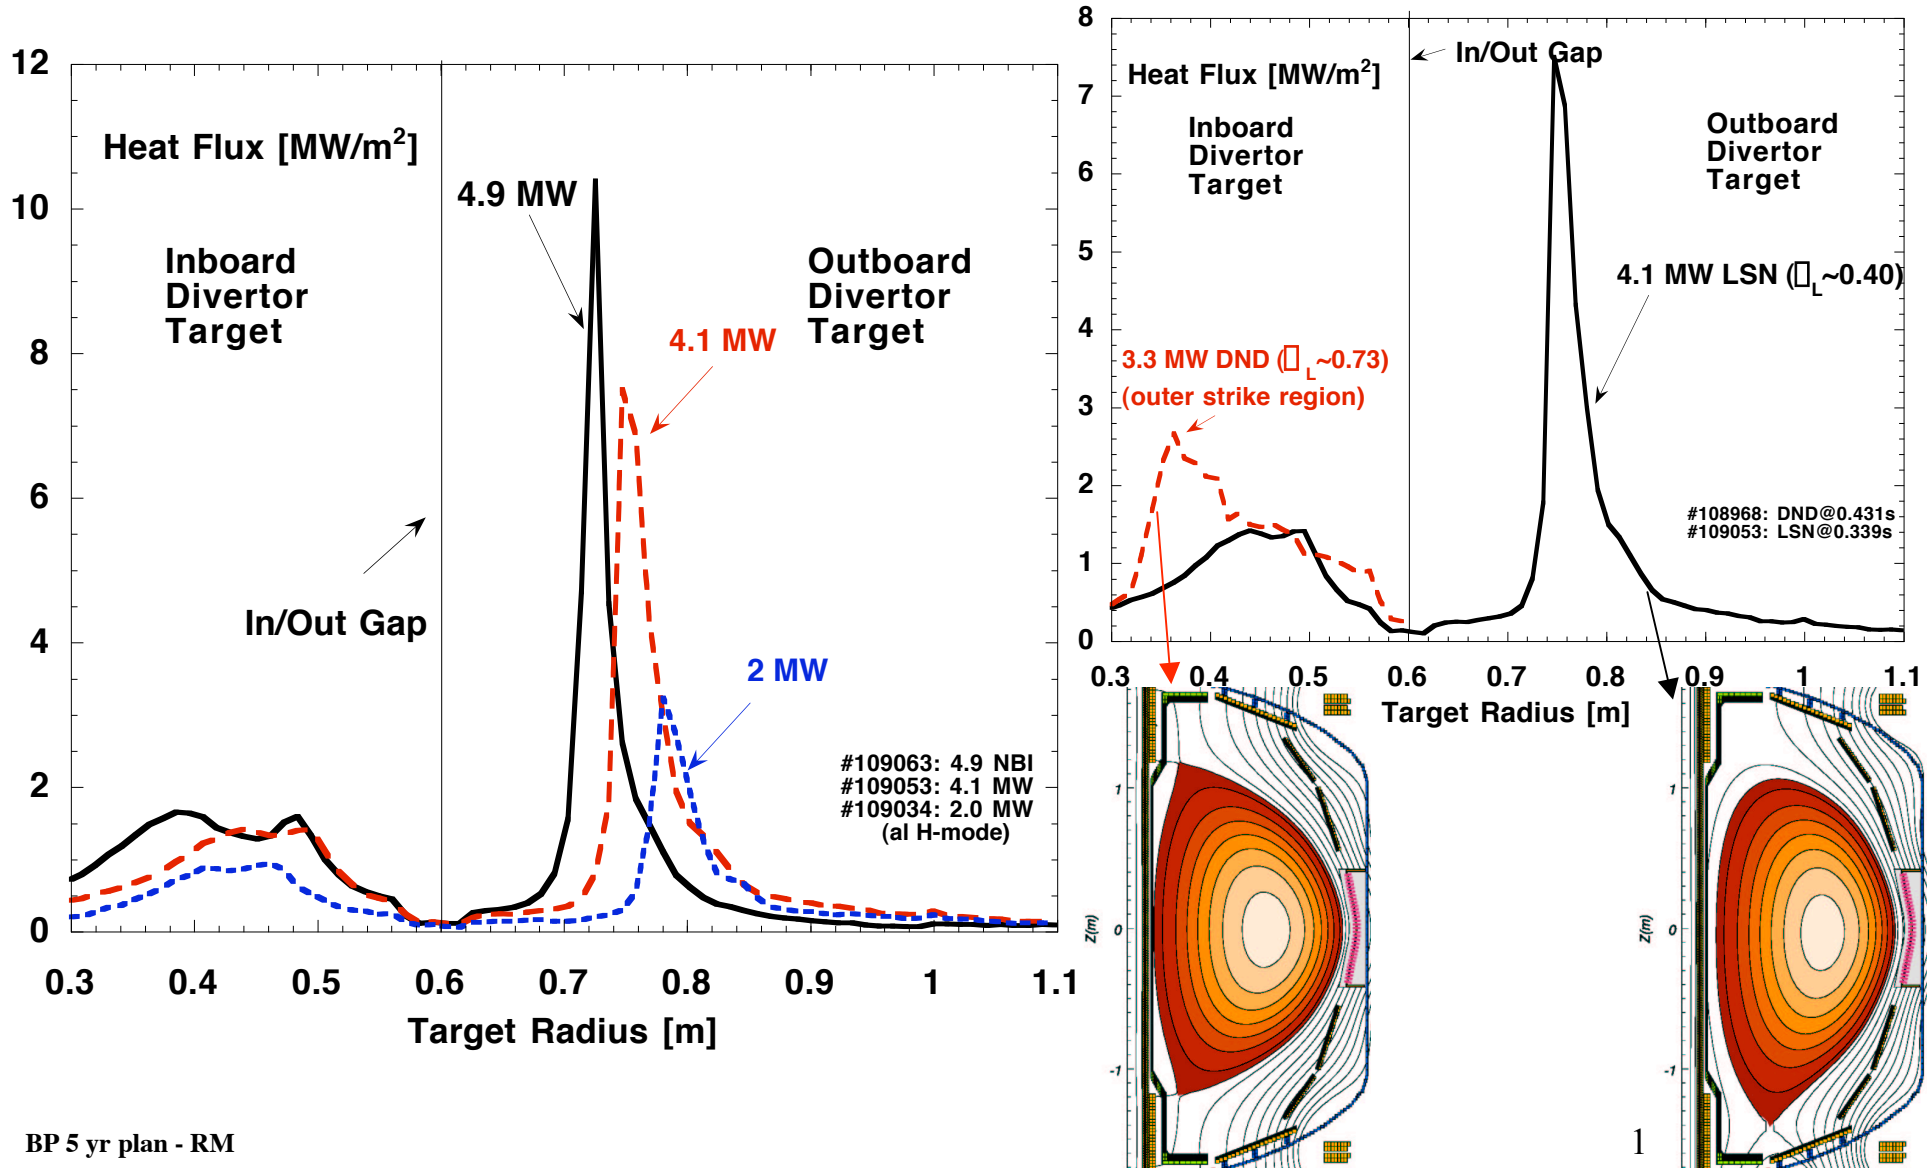 12
10
8
6
4
2
0
Heat Flux [MW/m2]
4.9 MW
Inboard
Divertor
Target
Outboard
Divertor
Target
4.1 MW
In/Out Gap
2 MW
#109063: 4.9 NBI
#109053: 4.1 MW
#109034: 2.0 MW
(al H-mode)
0.3 0.4 0.5 0.6 0.7 0.8 0.9 1 1.1
Target Radius [m]
8
7
6
5
4
3
2
1
0
In/Out Gap
Heat Flux [MW/m2]
Inboard
Divertor
Target
Outboard
Divertor
Target
4.1 MW LSN (□L~0.40)
3.3 MW DND (□L~0.73)
(outer strike region)
#108968: DND@0.431s
#109053: LSN@0.339s
0.3 0.4 0.5 0.6 0.7 0.8 0.9 1 1.1
Target Radius [m]
1
Z(m)
0
-1
1
Z(m)
0
-1
BP 5 yr plan - RM
1